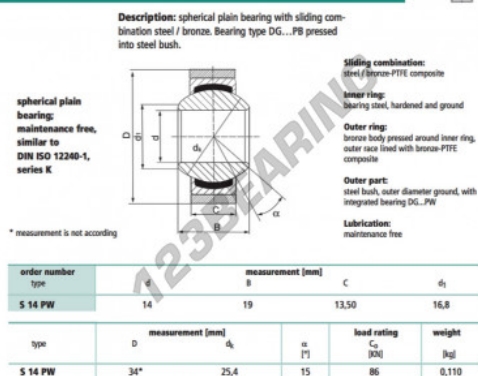 Description: spherical plain bearing with sliding com-
bination steel / bronze. Bearing type DG...PB pressed
into steel bush.
spherical plain
bearing;
maintenance free,
similar to
DIN ISO 12240-1,
series K
* measurement is not according
D
d1
d
dk
C
B
α
Sliding combination:
steel / bronze-PTFE composite
Inner ring:
bearing steel, hardened and ground
Outer ring:
bronze body pressed around inner ring,
outer race lined with bronze-PTFE
composite
Outer part:
steel bush, outer diameter ground, with
integrated bearing DG...PW
Lubrication:
maintenance free
123BEARING
order number measurement [mm]
type d B C d1
S 14 PW 14 19 13,50 16,8
measurement [mm] load rating weight
type D dk α C0
[°] [KN] [kg]
S 14 PW 34* 25,4 15 86 0,110